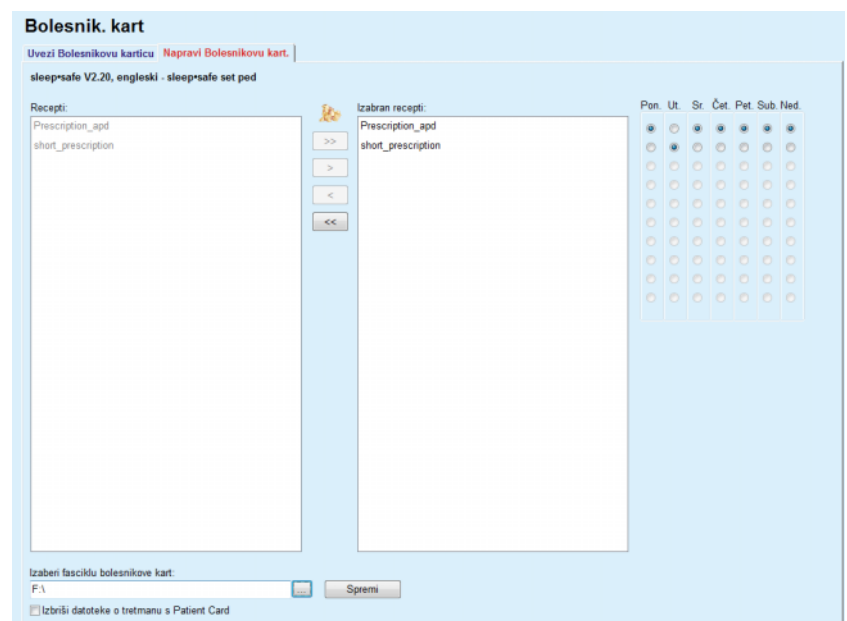 Bolesnik. kart
Uvezi Bolesnikovu karticu Napravi Bolesnikovu kart.
sleep•safe V2.20, engleski - sleep•safe set ped
Recepti:
Prescription_apd
short_prescription
>>
>
<
<<
Izabran recepti:
Prescription_apd
short_prescription
Pon. Ut. Sr. Čet. Pet. Sub. Ned.
Izaberi fasciklu bolesnikove kart:
F:\ ... Spremi
Izbriši datoteke o tretmanu s Patient Card